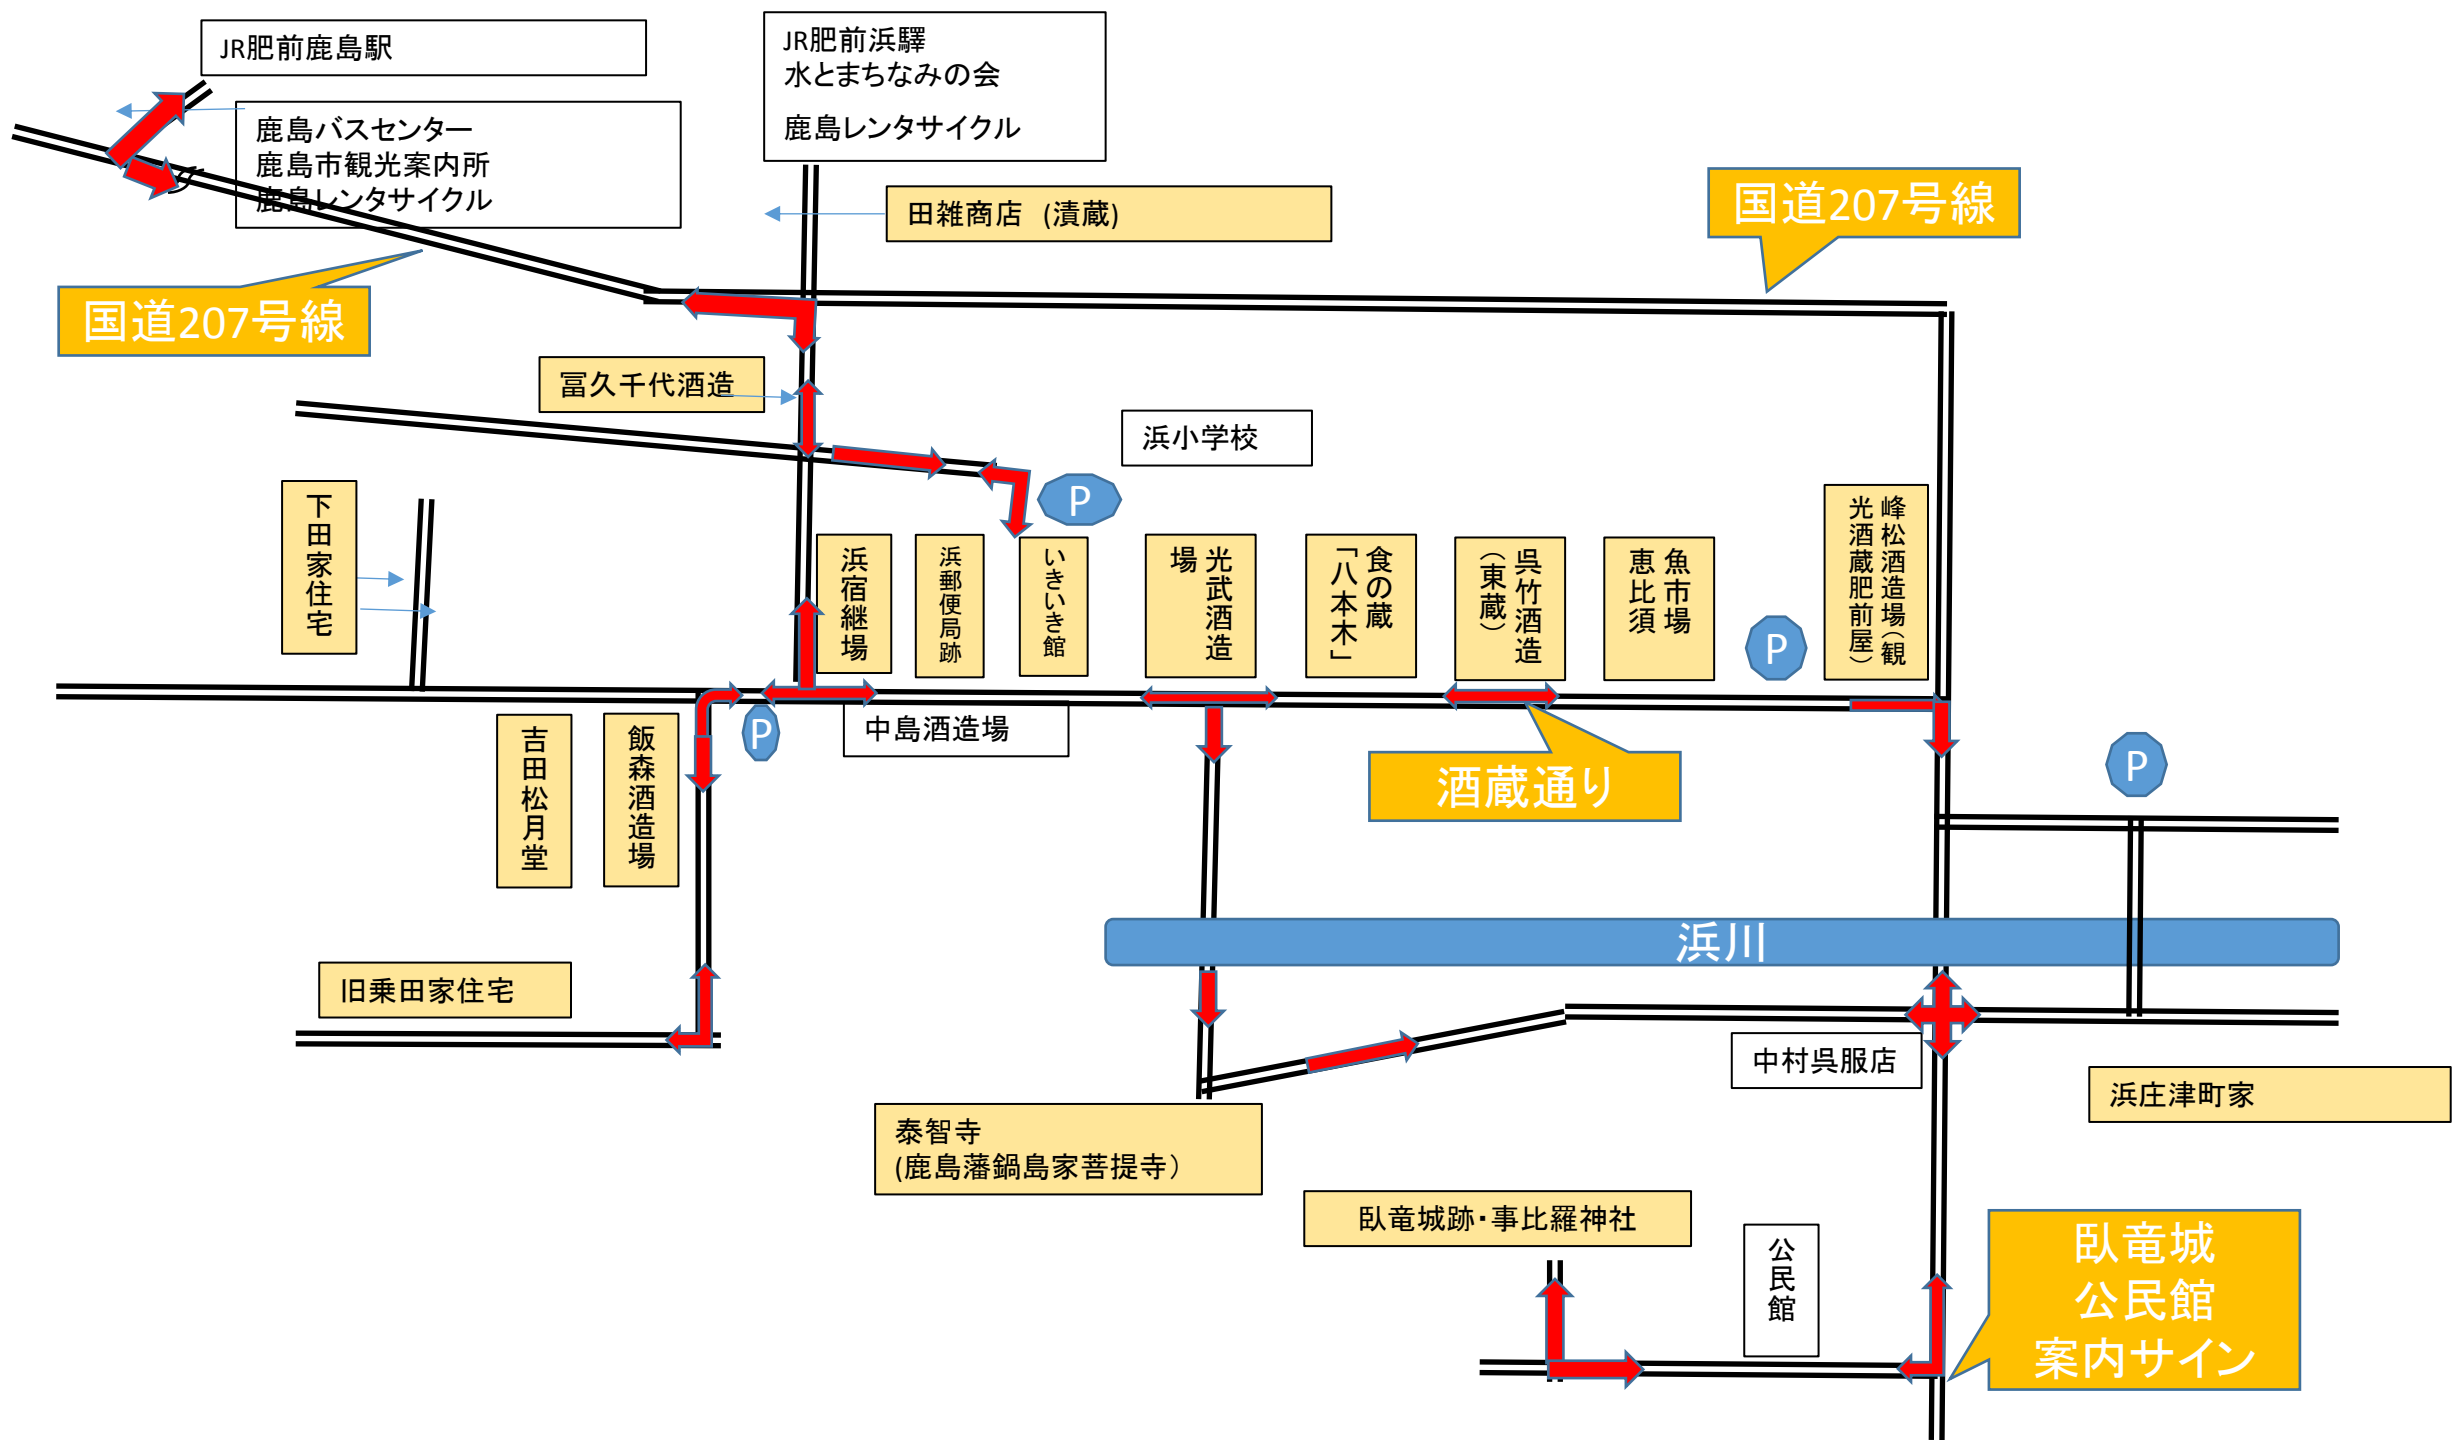 JR肥前鹿島駅
JR肥前浜驛
水とまちなみの会
鹿島レンタサイクル
鹿島バスセンター
鹿島市観光案内所
鹿島レンタサイクル
田雑商店 (漬蔵)
国道207号線
国道207号線
冨久千代酒造
浜小学校
P
下田家住宅
浜宿継場
浜郵便局跡
いきいき館
光武酒造
場
食の蔵
「八本木」
呉竹酒造
(東蔵)
魚市場
恵比須
P
峰松酒造場(観
光酒蔵肥前屋)
吉田松月堂
飯森酒造場
P
中島酒造場
酒蔵通り
P
浜川
旧乗田家住宅
中村呉服店
浜庄津町家
泰智寺
(鹿島藩鍋島家菩提寺)
臥竜城跡・事比羅神社
公民館
臥竜城
公民館
案内サイン